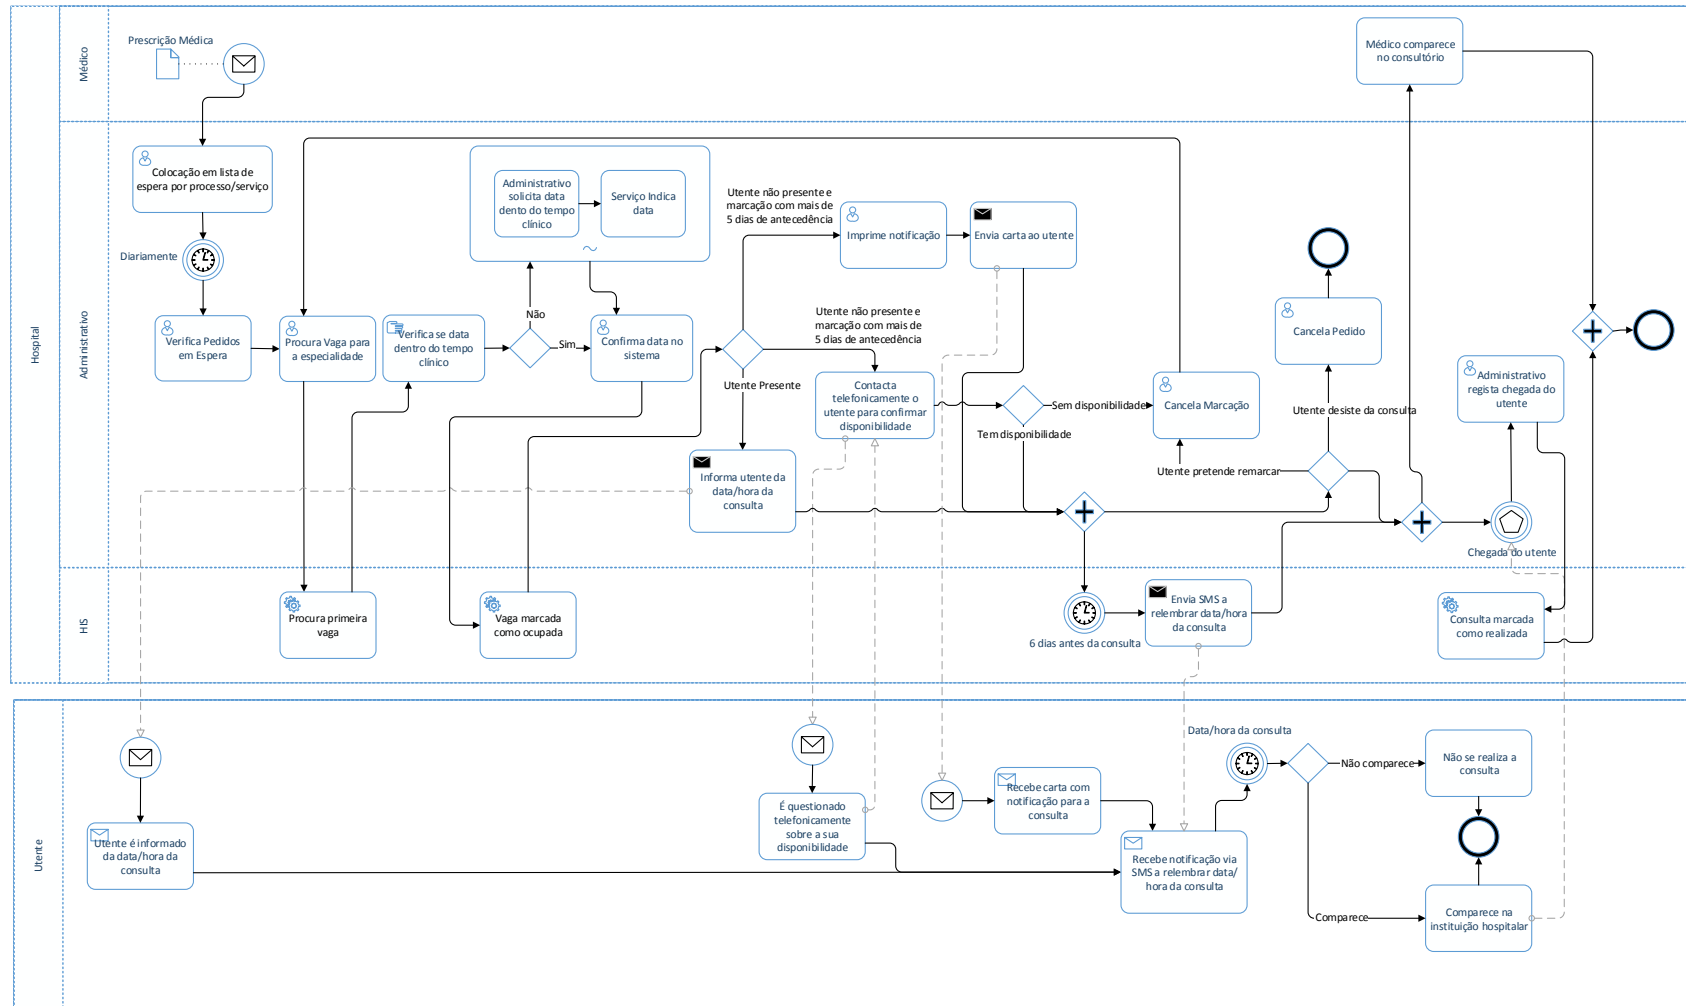 Hospital
Médico
Prescrição Médica
Médico comparece
no consultório
Administrativo
Colocação em lista de
espera por processo/serviço
Diariamente
Verifica Pedidos
em Espera
Procura Vaga para
a especialidade
Verifica se data
dentro do tempo
clínico
Não
Sim
Administrativo
solicita data
dento do tempo
clínico
Serviço Indica
data
Confirma data no
sistema
Utente não presente e
marcação com mais de
5 dias de antecedência
Imprime notificação
Envia carta ao utente
Utente não presente e
marcação com mais de
5 dias de antecedência
Utente Presente
Contacta
telefonicamente o
utente para confirmar
disponibilidade
Informa utente da
data/hora da
consulta
Sem disponibilidade
Tem disponibilidade
Cancela Marcação
Cancela Pedido
Utente desiste da consulta
Utente pretende remarcar
Administrativo
regista chegada do
utente
Chegada do utente
HIS
Procura primeira
vaga
Vaga marcada
como ocupada
6 dias antes da consulta
Envia SMS a
relembrar data/hora
da consulta
Consulta marcada
como realizada
Utente
Utente é informado
da data/hora da
consulta
É questionado
telefonicamente
sobre a sua
disponibilidade
Recebe carta com
notificação para a
consulta
Recebe notificação via
SMS a relembrar data/
hora da consulta
Data/hora da consulta
Não comparece
Não se realiza a
consulta
Comparece
Comparece na
instituição hospitalar